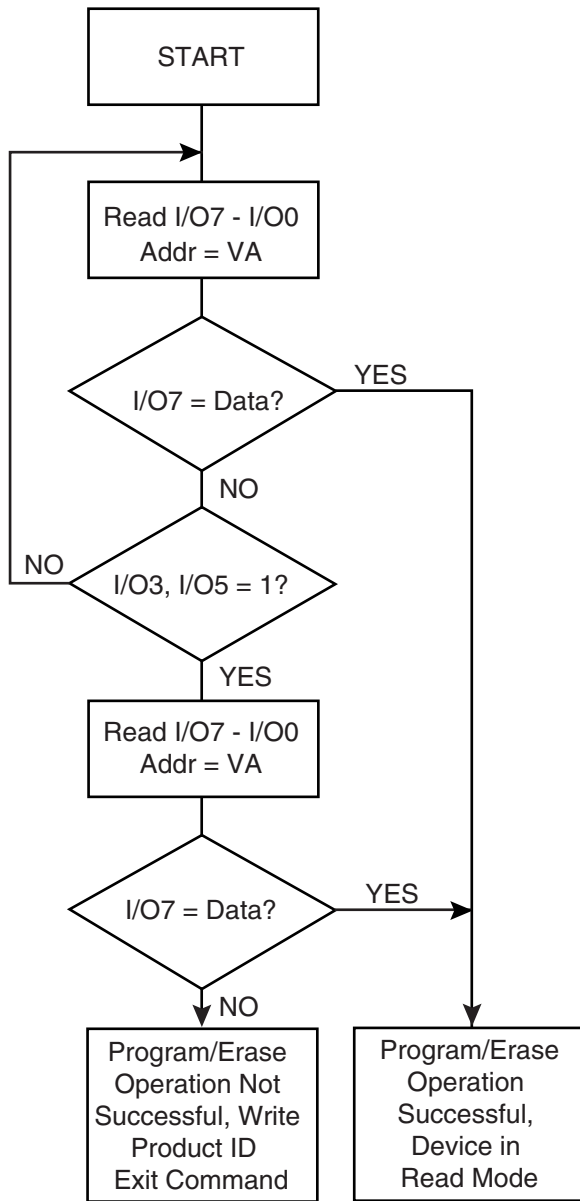 START
Read I/O7 - I/O0
Addr = VA
I/O7 = Data?
YES
NO
NO
I/O3, I/O5 = 1?
YES
Read I/O7 - I/O0
Addr = VA
I/O7 = Data?
YES
NO
Program/Erase
Operation Not
Successful, Write
Product ID
Exit Command
Program/Erase
Operation
Successful,
Device in
Read Mode